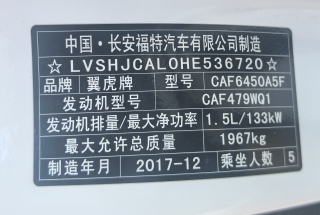 中国·长安福特汽车有限公司制造
☆LVSHJCAL0HE536720☆
品牌 翼虎牌 型号 CAF6450A5F
发动机型号 CAF479WQ1
发动机排量/最大净功率 1.5L/133kW
最大允许总质量 1967kg
制造年月 2017-12 乘坐人数 5